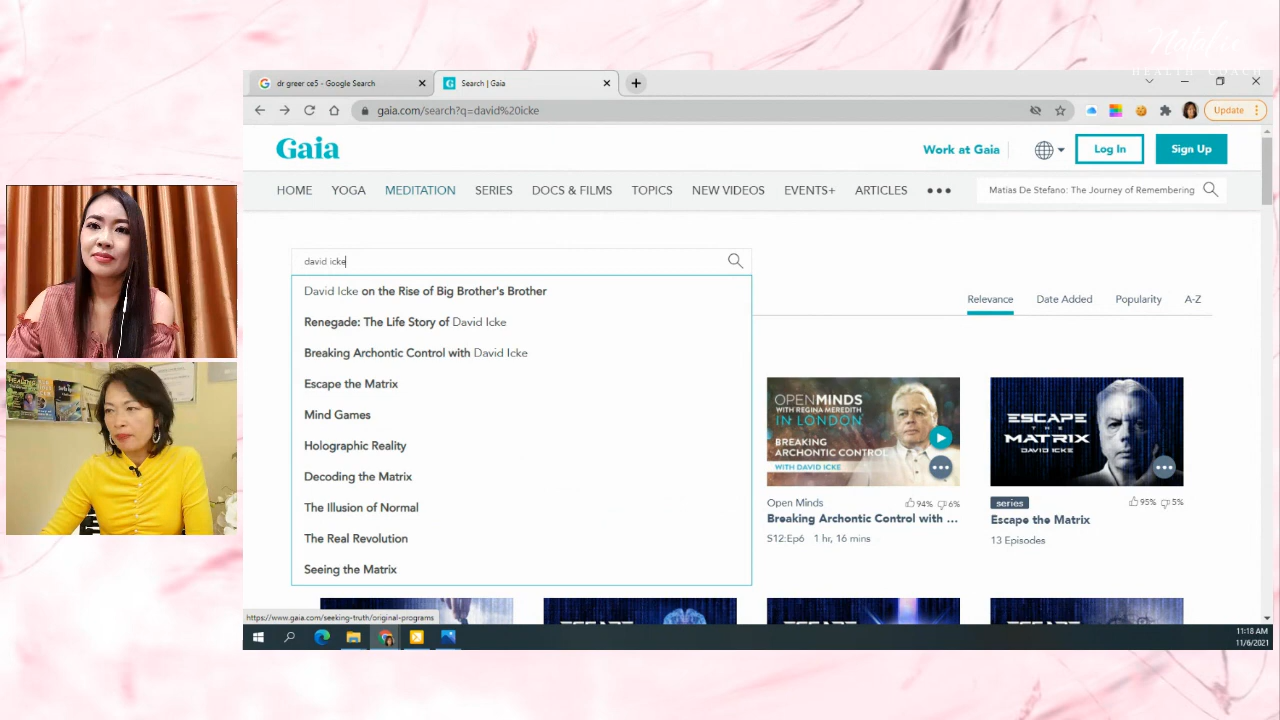 Natalie
HEALTH COACH
dr greer ce5 - Google Search
Search | Gaia
gaia.com/search?q=david%20icke
Update
Gaia
Work at Gaia
Log In
Sign Up
HOME
YOGA
MEDITATION
SERIES
DOCS & FILMS
TOPICS
NEW VIDEOS
EVENTS+
ARTICLES
Matias De Stefano: The Journey of Remembering
david icke
David Icke on the Rise of Big Brother's Brother
Renegade: The Life Story of David Icke
Breaking Archontic Control with David Icke
Escape the Matrix
Mind Games
Holographic Reality
Decoding the Matrix
The Illusion of Normal
The Real Revolution
Seeing the Matrix
Relevance
Date Added
Popularity
A-Z
OPENMINDS
WITH REGINA MEREDITH
IN LONDON
BREAKING
ARCHONTIC CONTROL
WITH DAVID ICKE
Open Minds
94%
6%
Breaking Archontic Control with ...
S12:Ep6 1 hr, 16 mins
ESCAPE
THE
MATRIX
DAVID ICKE
series
95%
5%
Escape the Matrix
13 Episodes
https://www.gaia.com/seeking-truth/original-programs
11:18 AM
11/6/2021